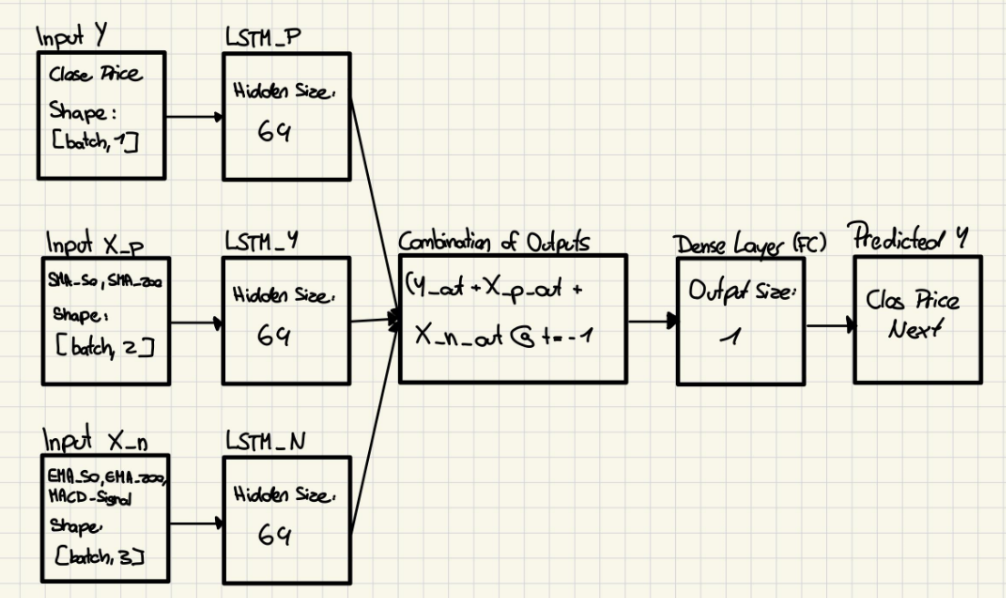 Input Y
Close Price
Shape:
[batch, 1]
LSTM_P
Hidden Size:
64
Input X_p
SMA_50, SMA_200
Shape:
[batch, 2]
LSTM_Y
Hidden Size:
64
Input X_n
EMA_50, EMA_200,
MACD-Signal
Shape:
[batch, 3]
LSTM_N
Hidden Size:
64
Combination of Outputs
(Y_out + X_p_out +
X_n_out @ t=-1
Dense Layer (FC)
Output Size:
1
Predicted Y
Clos Price
Next